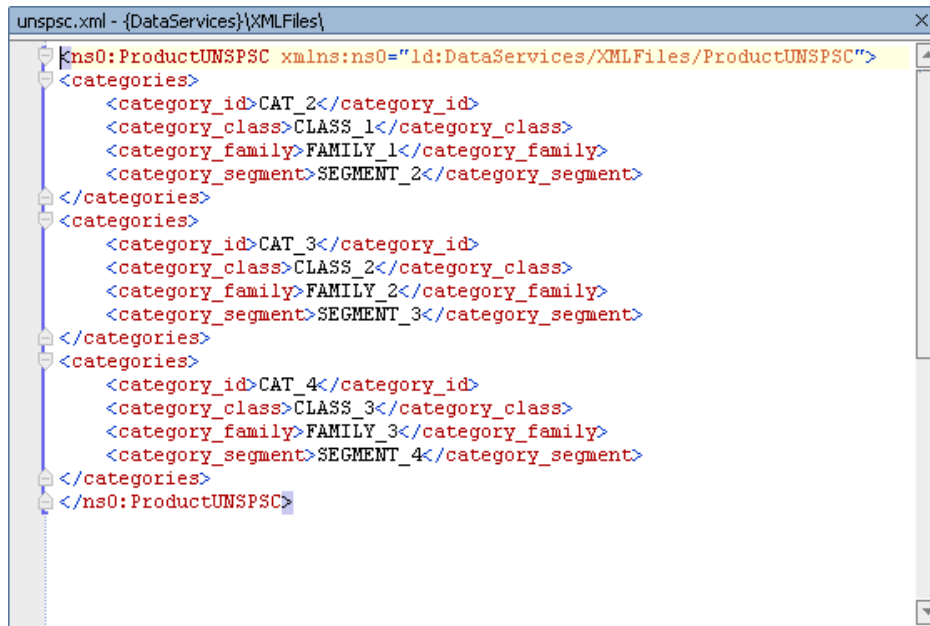 unspsc.xml - {DataServices}\XMLFiles\
<ns0:ProductUNSPSC xmlns:ns0="ld:DataServices/XMLFiles/ProductUNSPSC">
<categories>
    <category_id>CAT_2</category_id>
    <category_class>CLASS_1</category_class>
    <category_family>FAMILY_1</category_family>
    <category_segment>SEGMENT_2</category_segment>
</categories>
<categories>
    <category_id>CAT_3</category_id>
    <category_class>CLASS_2</category_class>
    <category_family>FAMILY_2</category_family>
    <category_segment>SEGMENT_3</category_segment>
</categories>
<categories>
    <category_id>CAT_4</category_id>
    <category_class>CLASS_3</category_class>
    <category_family>FAMILY_3</category_family>
    <category_segment>SEGMENT_4</category_segment>
</categories>
</ns0:ProductUNSPSC>